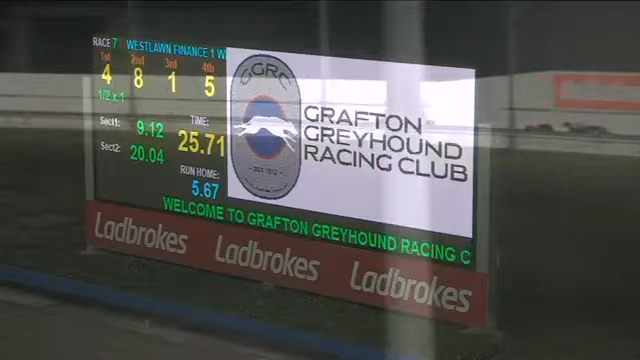 RACE 7 WESTLAWN FINANCE 1 W
1st 2nd 3rd 4th
4 8 1 5
1/2 x 1
Sect1: 9.12
Sect2: 20.04
TIME:
25.71
RUN HOME:
5.67
GGRC
GRAFTON
GREYHOUND
RACING CLUB
WELCOME TO GRAFTON GREYHOUND RACING C
Ladbrokes Ladbrokes Ladbrokes